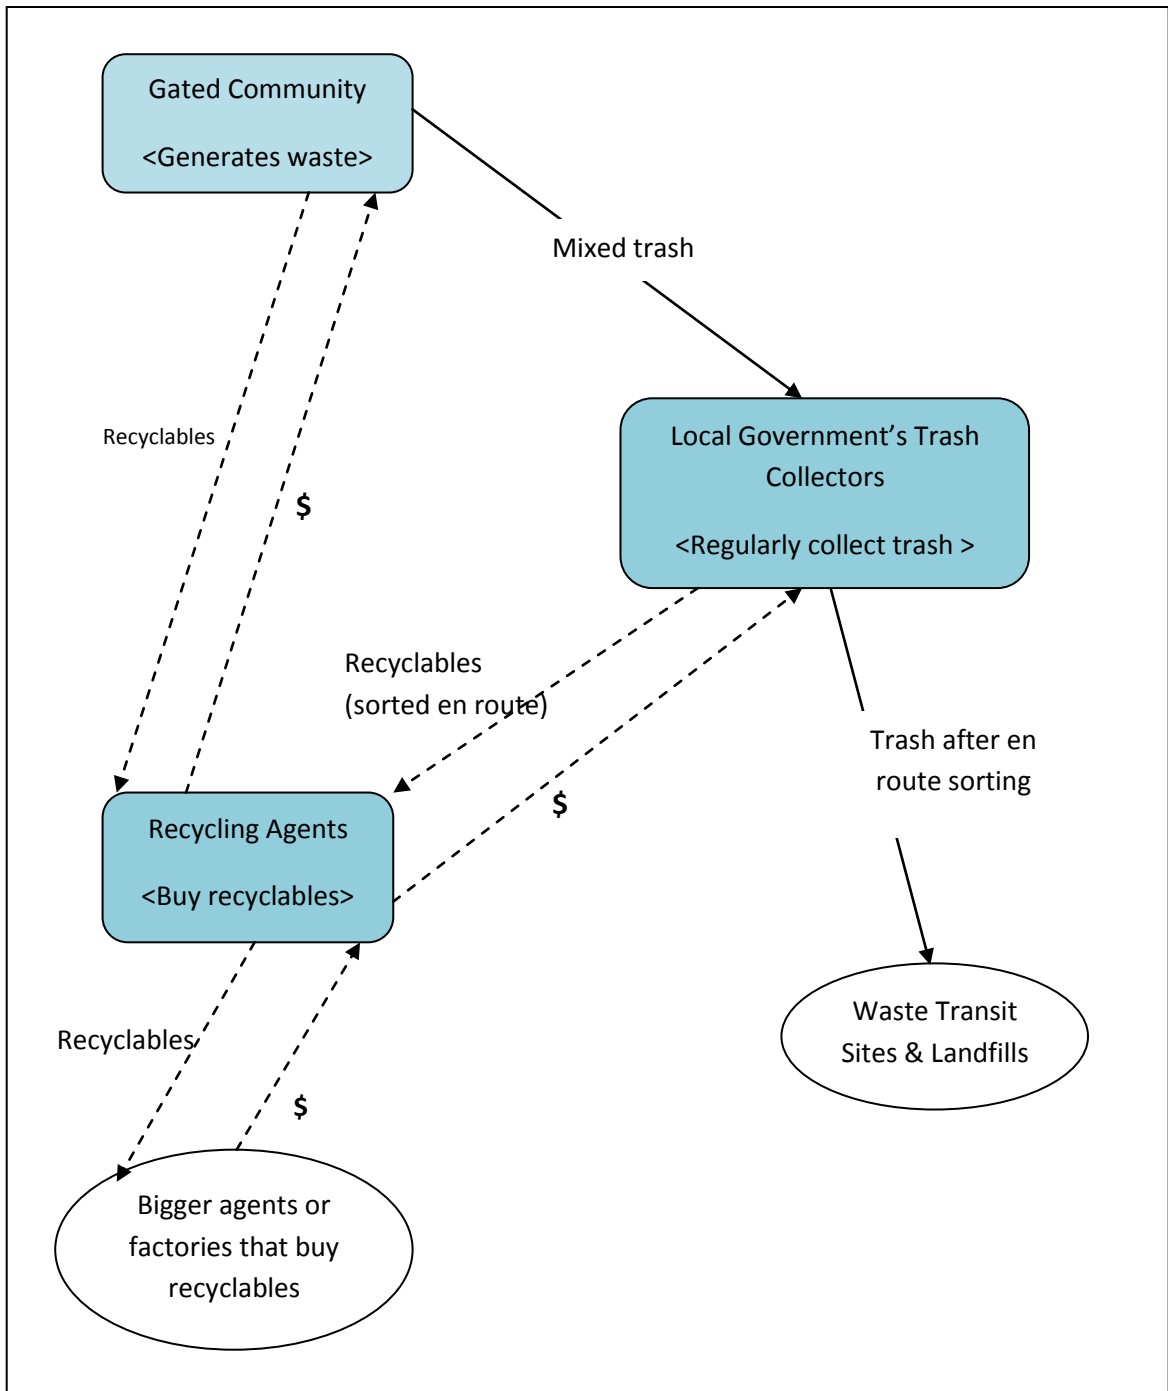 Gated Community
<Generates waste>
Mixed trash
Recyclables
$
Local Government’s Trash
Collectors
<Regularly collect trash >
Recyclables
(sorted en route)
$
Trash after en
route sorting
Recycling Agents
<Buy recyclables>
Recyclables
$
Waste Transit
Sites & Landfills
Bigger agents or
factories that buy
recyclables